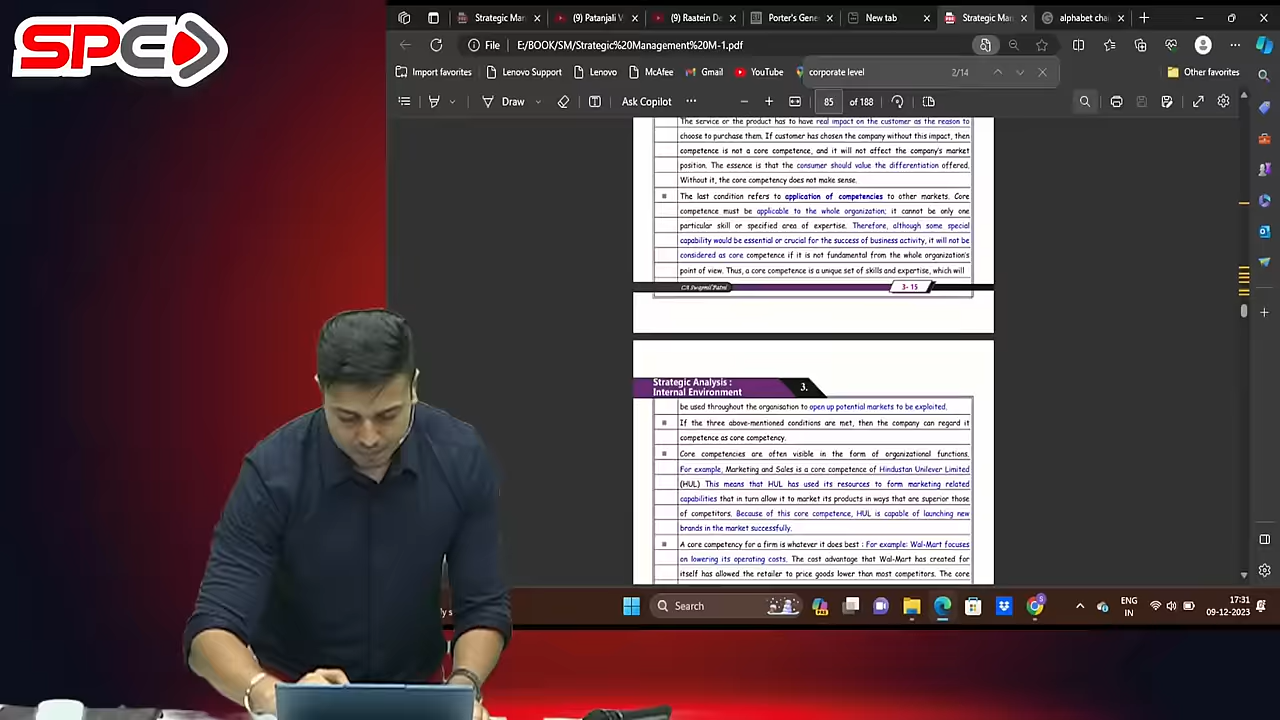 SPC
Strategic Mar
(9) Patanjali V
(9) Raatein De
Porter's Gene
New tab
Strategic Mar
alphabet chai
File
E:/BOOK/SM/Strategic%20Management%20M-1.pdf
Import favorites
Lenovo Support
Lenovo
McAfee
Gmail
YouTube
corporate level
2/14
Other favorites
Draw
Ask Copilot
85
of 188
The service or the product has to have real impact on the customer as the reason to
choose to purchase them. If customer has chosen the company without this impact, then
competence is not a core competence, and it will not affect the company's market
position. The essence is that the consumer should value the differentiation offered.
Without it, the core competency does not make sense.
The last condition refers to application of competencies to other markets. Core
competence must be applicable to the whole organization; it cannot be only one
particular skill or specified area of expertise. Therefore, although some special
capability would be essential or crucial for the success of business activity, it will not be
considered as core competence if it is not fundamental from the whole organization's
point of view. Thus, a core competence is a unique set of skills and expertise, which will
CA Swapnil Patni
3- 15
Strategic Analysis :
Internal Environment
3.
be used throughout the organisation to open up potential markets to be exploited.
If the three above-mentioned conditions are met, then the company can regard it
competence as core competency.
Core competencies are often visible in the form of organizational functions.
For example, Marketing and Sales is a core competence of Hindustan Unilever Limited
(HUL) This means that HUL has used its resources to form marketing related
capabilities that in turn allow it to market its products in ways that are superior those
of competitors. Because of this core competence, HUL is capable of launching new
brands in the market successfully.
A core competency for a firm is whatever it does best : For example: Wal-Mart focuses
on lowering its operating costs. The cost advantage that Wal-Mart has created for
itself has allowed the retailer to price goods lower than most competitors. The core
Search
ENG
IN
17:31
09-12-2023